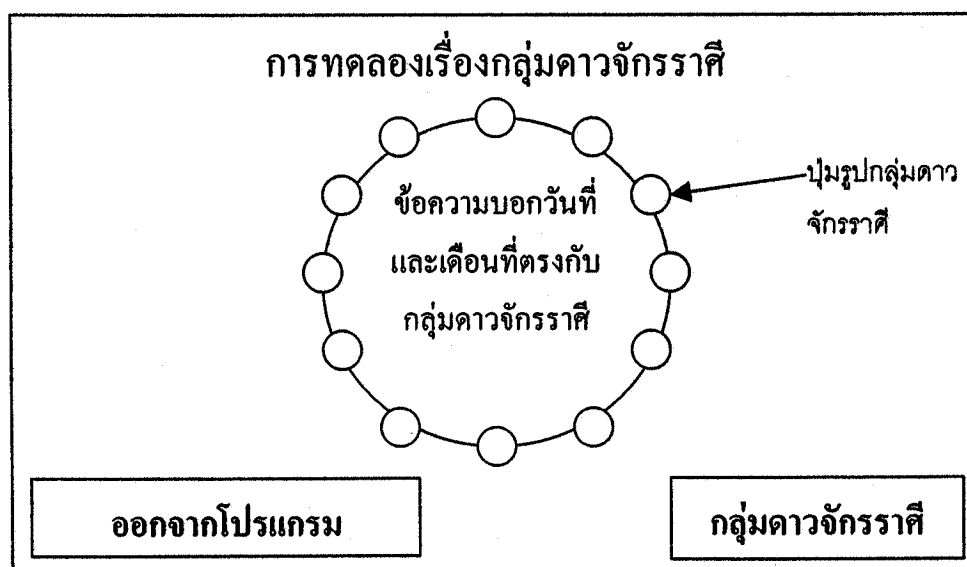 การทดลองเรื่องกลุ่มดาวจักรราศี
ปุ่มรูปกลุ่มดาว
จักรราศี
ข้อความบอกวันที่
และเดือนที่ตรงกับ
กลุ่มดาวจักรราศี
ออกจากโปรแกรม
กลุ่มดาวจักรราศี